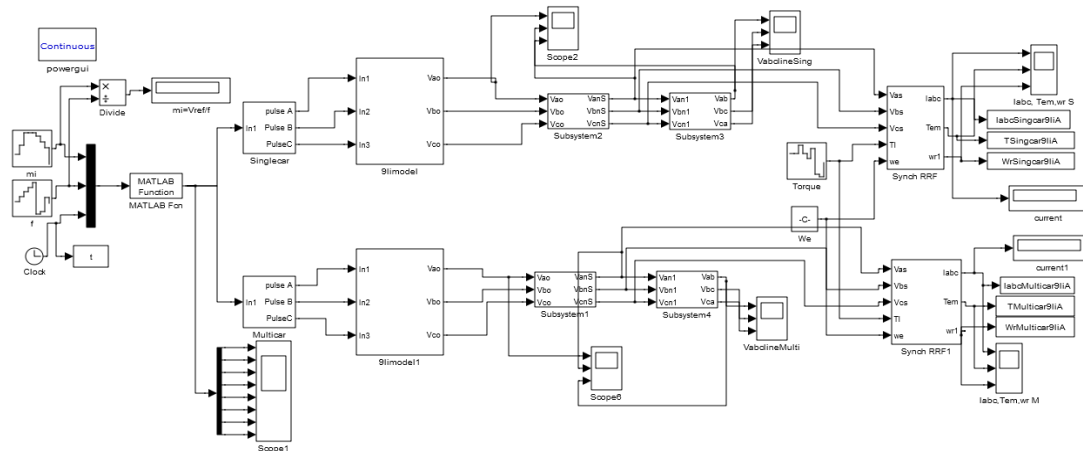 Continuous
powergui
×
÷
Divide
mi=Vref/f
mi
f
Clock
t
MATLAB
Function
MATLAB Fcn
In1
pulse A
Pulse B
PulseC
Singlecar
In1
In2
In3
Vao
Vbo
Vco
9limodel
Scope2
Vao
Vbo
Vco
VanS
VbnS
VcnS
Subsystem2
Van1
Vbn1
Vcn1
Vab
Vbc
Vca
Subsystem3
VabclineSing
Torque
-C-
We
Vas
Vbs
Vcs
Tl
we
Iabc
Tem
wr1
Synch RRF
Iabc, Tem,wr S
IabcSingcar9liA
TSingcar9liA
WrSingcar9liA
current
In1
pulse A
Pulse B
PulseC
Multicar
Scope1
In1
In2
In3
Vao
Vbo
Vco
9limodel1
Vao
Vbo
Vco
VanS
VbnS
VcnS
Subsystem1
Van1
Vbn1
Vcn1
Vab
Vbc
Vca
Subsystem4
VabclineMulti
Scope6
Vas
Vbs
Vcs
Tl
we
Iabc
Tem
wr1
Synch RRF1
current1
IabcMulticar9liA
TMulticar9liA
WrMulticar9liA
Iabc,Tem,wr M